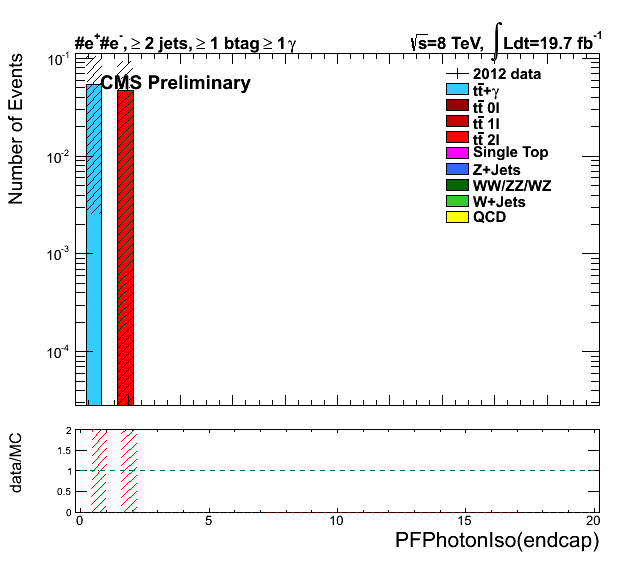 #e⁺#e⁻, ≥ 2 jets, ≥ 1 btag ≥ 1γ
√s=8 TeV, ∫ Ldt=19.7 fb⁻¹
CMS Preliminary
2012 data
tt̄+γ
tt̄ 0l
tt̄ 1l
tt̄ 2l
Single Top
Z+Jets
WW/ZZ/WZ
W+Jets
QCD
Number of Events
10⁻¹
10⁻²
10⁻³
10⁻⁴
data/MC
2
1.5
1
0.5
0
0 5 10 15 20
PFPhotonIso(endcap)